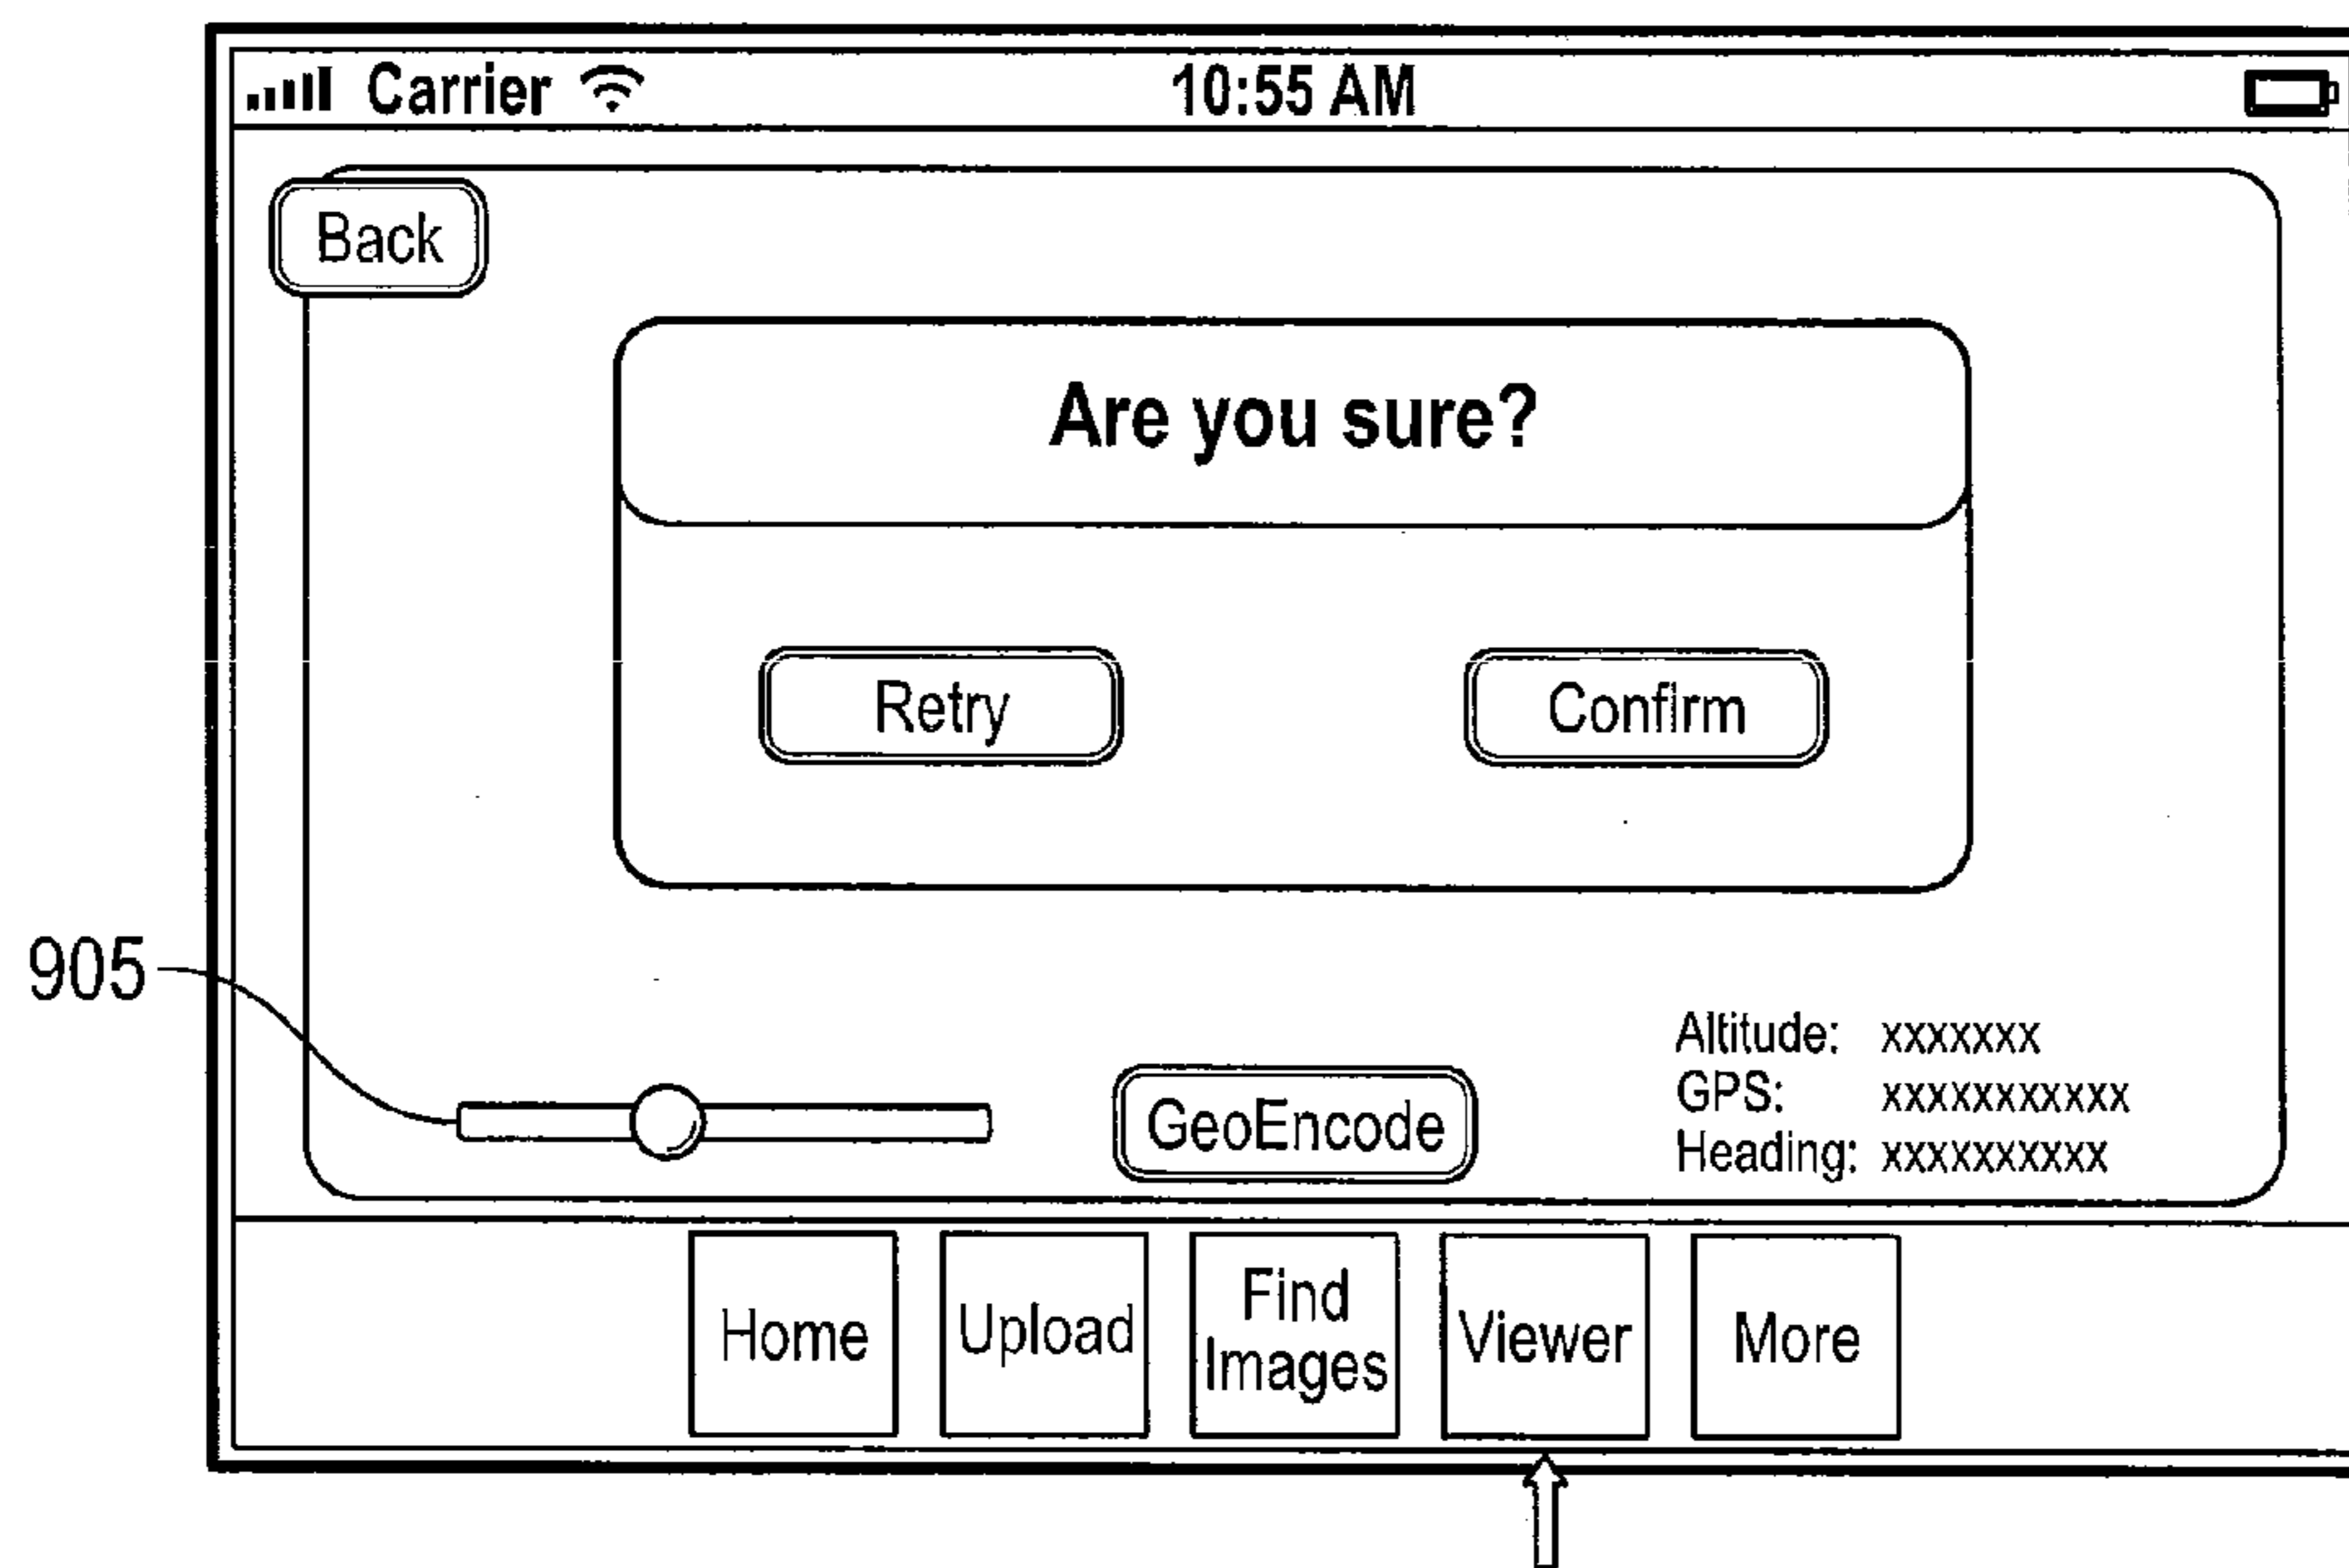 Carrier 10:55 AM
Back
Are you sure?
Retry Confirm
905
Altitude: xxxxxxx
GPS: xxxxxxxxxxx
GeoEncode
Heading: xxxxxxxxxx
Home Upload Find Images Viewer More